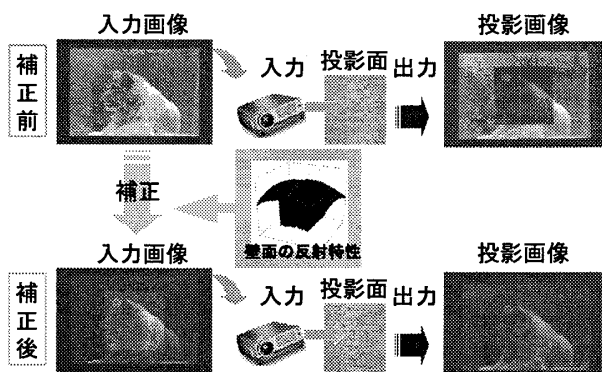 入力画像
投影画像
補正前
入力
投影面
出力
補正
壁面の反射特性
入力画像
投影画像
補正後
入力
投影面
出力